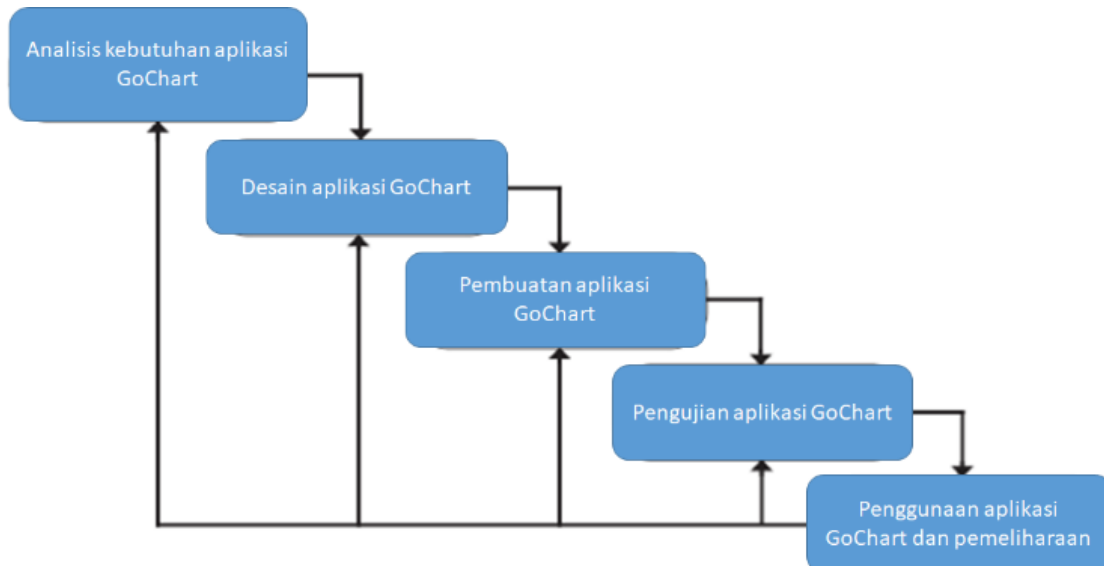 Analisis kebutuhan aplikasi
GoChart
Desain aplikasi GoChart
Pembuatan aplikasi
GoChart
Pengujian aplikasi GoChart
Penggunaan aplikasi
GoChart dan pemeliharaan